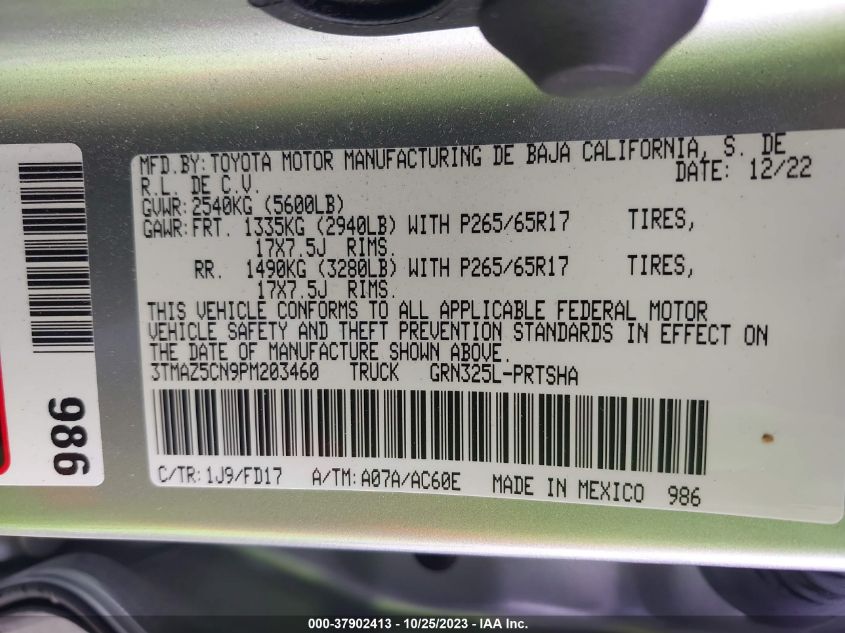 MFD.BY:TOYOTA MOTOR MANUFACTURING DE BAJA CALIFORNIA, S. DE
R.L. DE C.V.
DATE: 12/22
GVWR:2540KG (5600LB)
GAWR:FRT. 1335KG (2940LB) WITH P265/65R17 TIRES,
17X7.5J RIMS.
RR. 1490KG (3280LB) WITH P265/65R17 TIRES,
17X7.5J RIMS.
THIS VEHICLE CONFORMS TO ALL APPLICABLE FEDERAL MOTOR
VEHICLE SAFETY AND THEFT PREVENTION STANDARDS IN EFFECT ON
THE DATE OF MANUFACTURE SHOWN ABOVE.
3TMAZ5CN9PM203460 TRUCK GRN325L-PRTSHA
C/TR:1J9/FD17 A/TM:A07A/AC60E MADE IN MEXICO 986
986
000-37902413 - 10/25/2023 - IAA Inc.